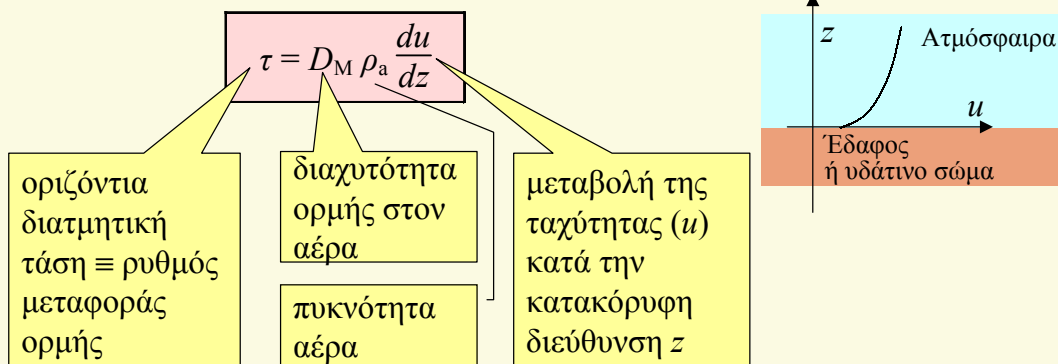 τ = D_M ρ_a du/dz
οριζόντια
διατμητική
τάση ≡ ρυθμός
μεταφοράς
ορμής
διαχυτότητα
ορμής στον
αέρα
πυκνότητα
αέρα
μεταβολή της
ταχύτητας (u)
κατά την
κατακόρυφη
διεύθυνση z
z
Ατμόσφαιρα
u
Έδαφος
ή υδάτινο σώμα